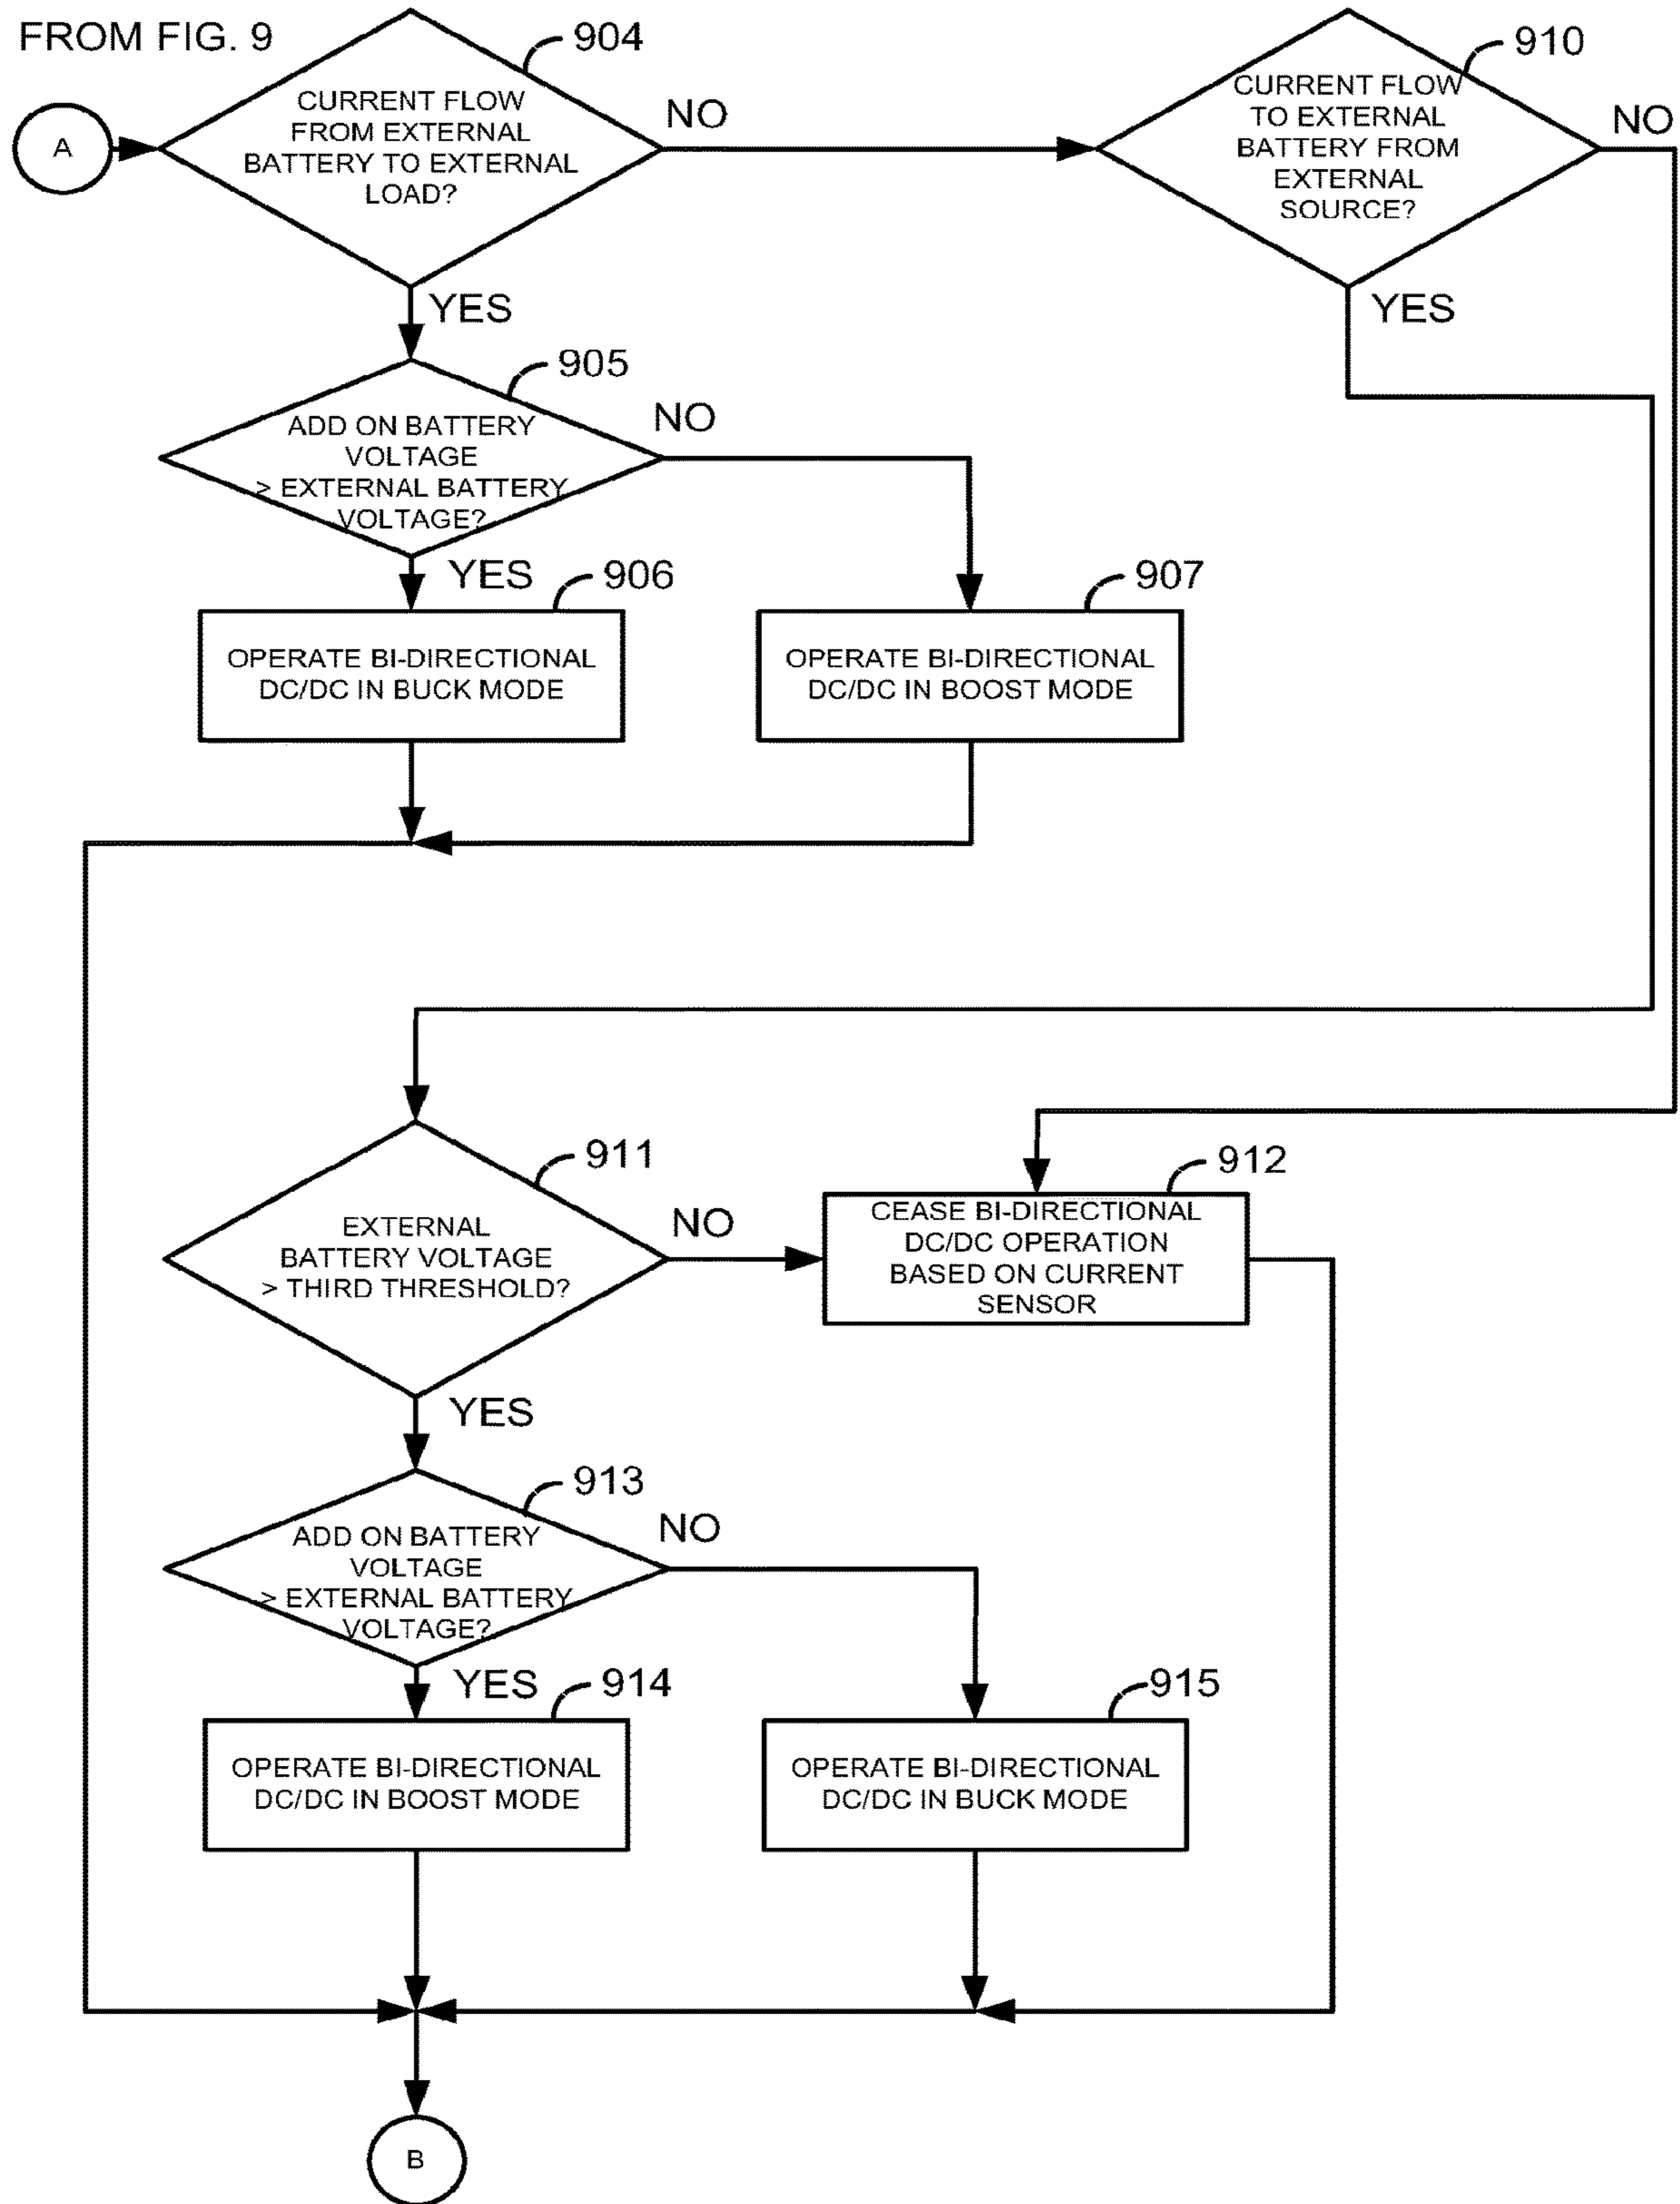 FROM FIG. 9
904
910
A
CURRENT FLOW
FROM EXTERNAL
BATTERY TO EXTERNAL
LOAD?
NO
CURRENT FLOW
TO EXTERNAL
BATTERY FROM
EXTERNAL
SOURCE?
NO
YES
YES
905
ADD ON BATTERY
VOLTAGE
> EXTERNAL BATTERY
VOLTAGE?
NO
YES
906
907
OPERATE BI-DIRECTIONAL
DC/DC IN BUCK MODE
OPERATE BI-DIRECTIONAL
DC/DC IN BOOST MODE
911
912
EXTERNAL
BATTERY VOLTAGE
> THIRD THRESHOLD?
NO
CEASE BI-DIRECTIONAL
DC/DC OPERATION
BASED ON CURRENT
SENSOR
YES
913
ADD ON BATTERY
VOLTAGE
> EXTERNAL BATTERY
VOLTAGE?
NO
YES
914
915
OPERATE BI-DIRECTIONAL
DC/DC IN BOOST MODE
OPERATE BI-DIRECTIONAL
DC/DC IN BUCK MODE
B